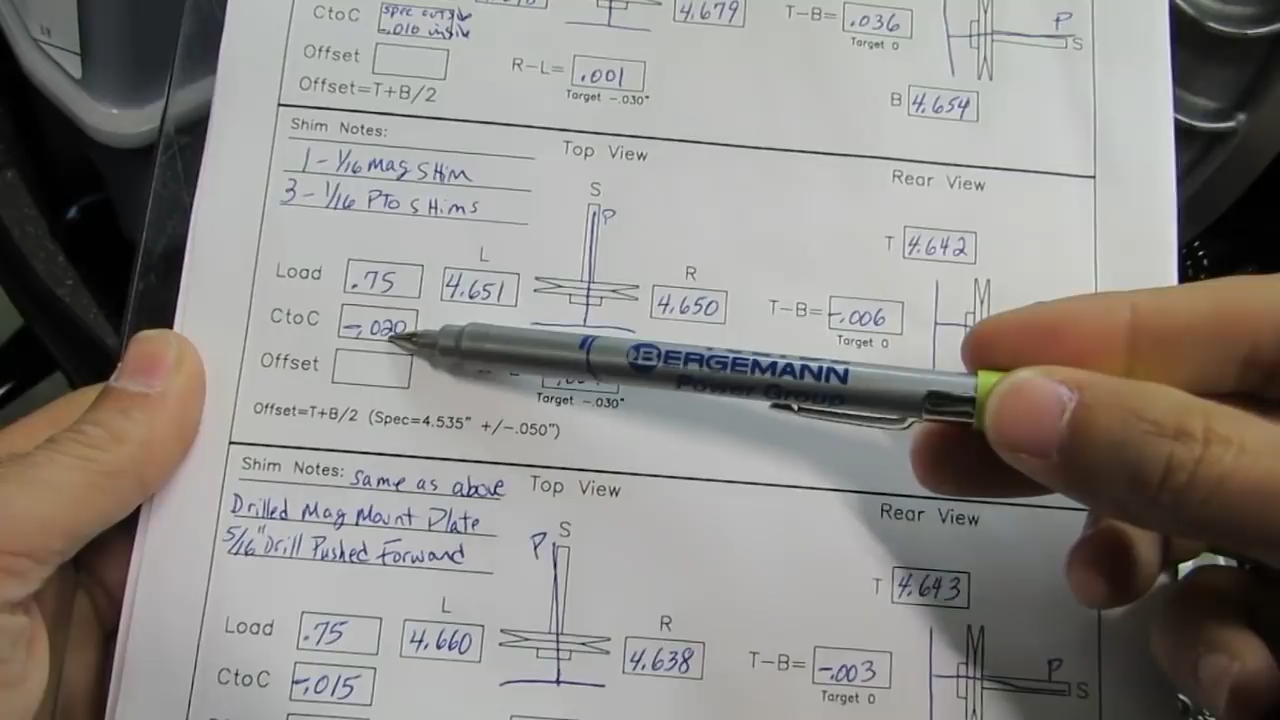 CtoC
-.010 inside
4.679
T-B= .036
Target 0
P
S
Offset
R-L= .001
Target -.030"
Offset=T+B/2
B 4.654
Shim Notes:
1-1/16 Mag SHim
3-1/16 PTo SHims
Top View
Rear View
S
P
T 4.642
Load .75
L
4.651
R
4.650
CtoC -.020
T-B= -.006
Target 0
Offset
Target -.030"
Offset=T+B/2 (Spec=4.535" +/-.050")
BERGEMANN
Power Group
Shim Notes: Same as above
Drilled Mag Mount Plate
5/16" Drill Pushed Forward
Top View
Rear View
P
S
T 4.643
Load .75
L
4.660
R
4.638
CtoC -.015
T-B= -.003
Target 0
P
S